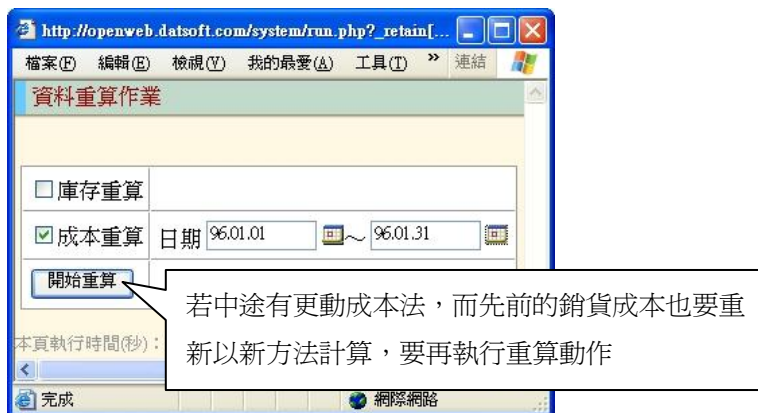 http://openweb.datsoft.com/system/run.php?_retain[...
檔案(F) 編輯(E) 檢視(V) 我的最愛(A) 工具(T) » 連結
資料重算作業
庫存重算
成本重算 日期 96.01.01 ～ 96.01.31
開始重算
若中途有更動成本法，而先前的銷貨成本也要重
新以新方法計算，要再執行重算動作
本頁執行時間(秓)：
完成 網際網路